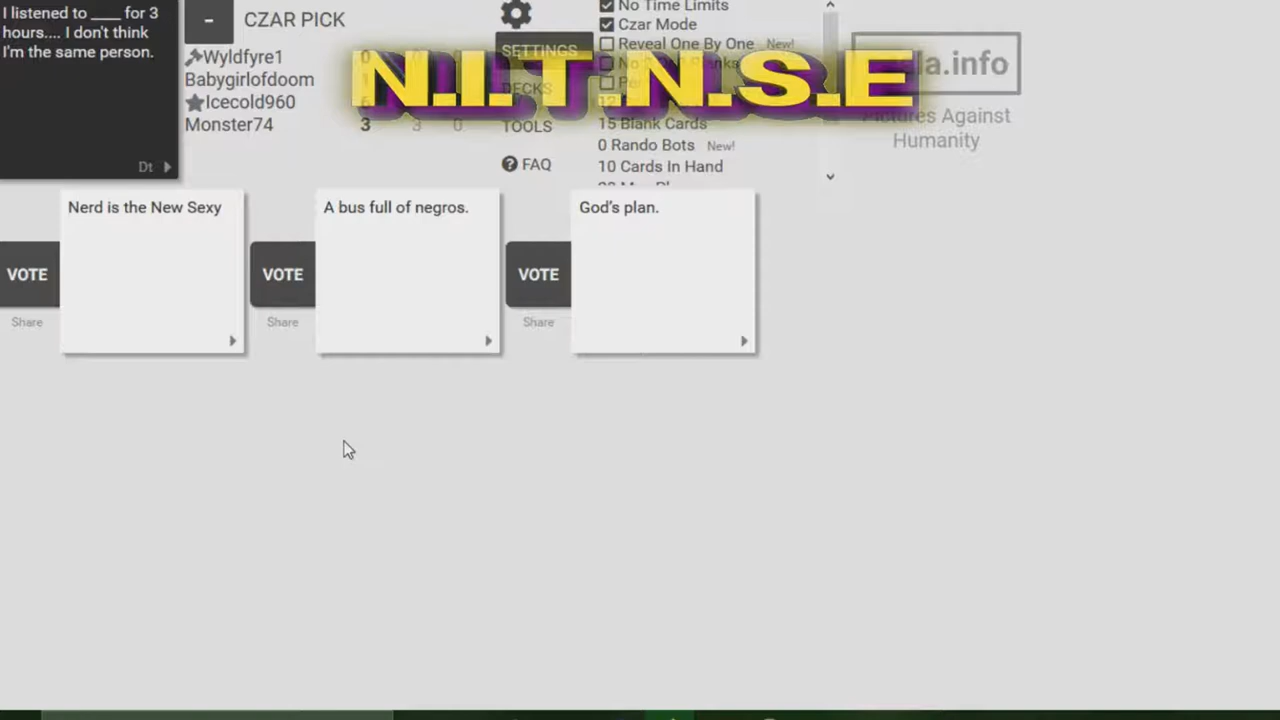 I listened to ____ for 3
hours.... I don't think
I'm the same person.
Dt
-
CZAR PICK
Wyldfyre1
Babygirlofdoom
Icecold960
Monster74
3 3 0
SETTINGS
DECKS
TOOLS
FAQ
No Time Limits
Czar Mode
Reveal One By One New!
15 Blank Cards
0 Rando Bots New!
10 Cards In Hand
N.I.T.N.S.E
Pictures Against
Humanity
VOTE
Share
Nerd is the New Sexy
VOTE
Share
A bus full of negros.
VOTE
Share
God's plan.